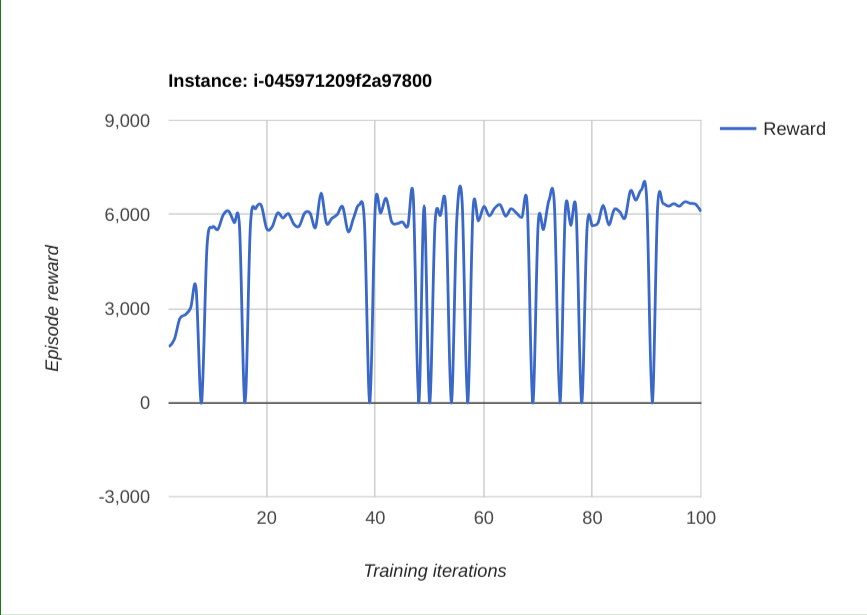 Instance: i-045971209f2a97800
9,000
Reward
6,000
3,000
0
-3,000
Episode reward
20 40 60 80 100
Training iterations